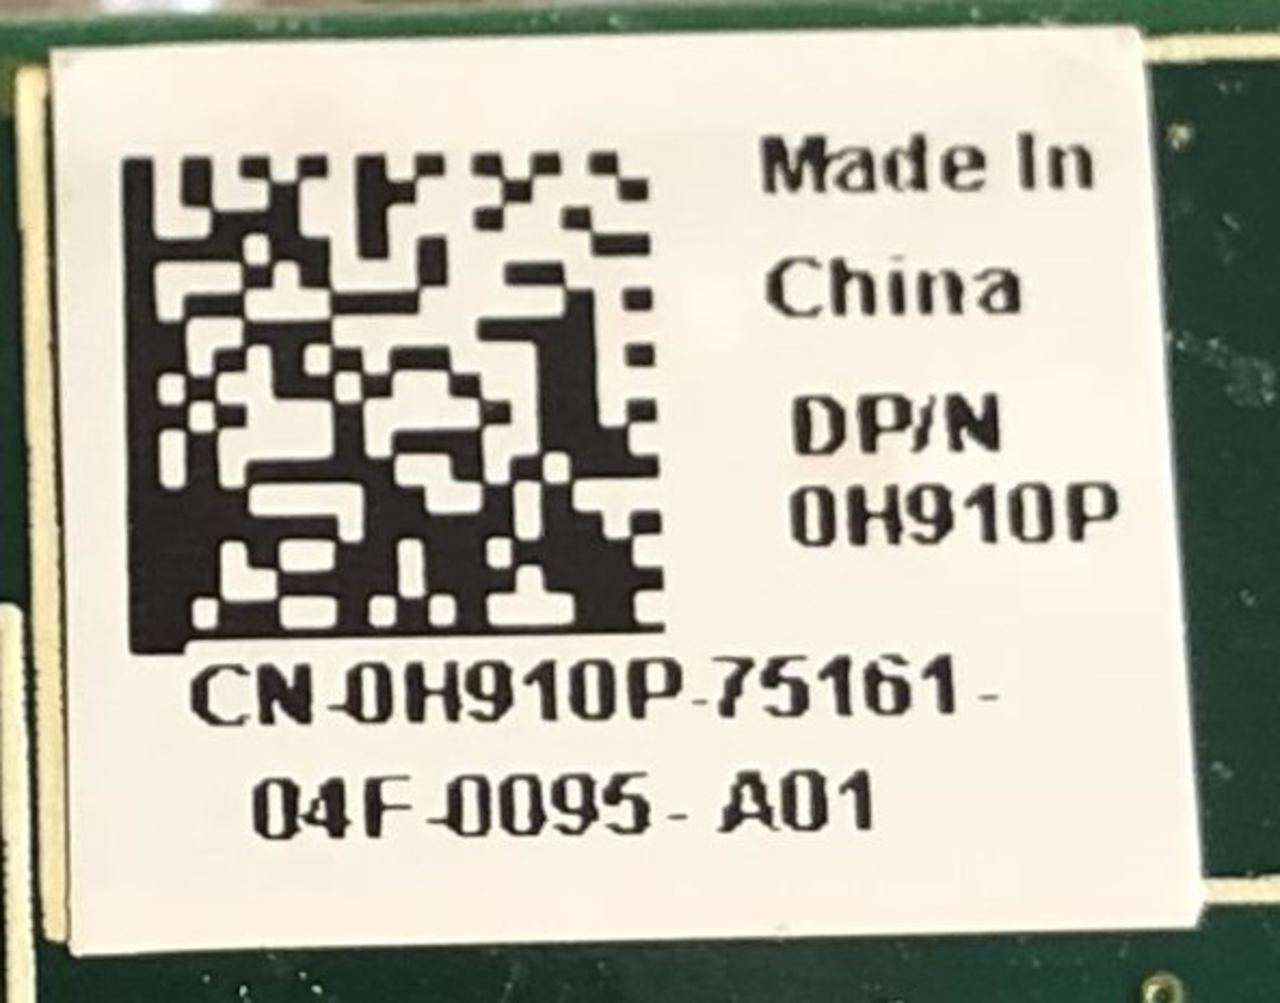 Made In
China
DP/N
0H910P
CN-0H910P-75161-
04F-0095-A01